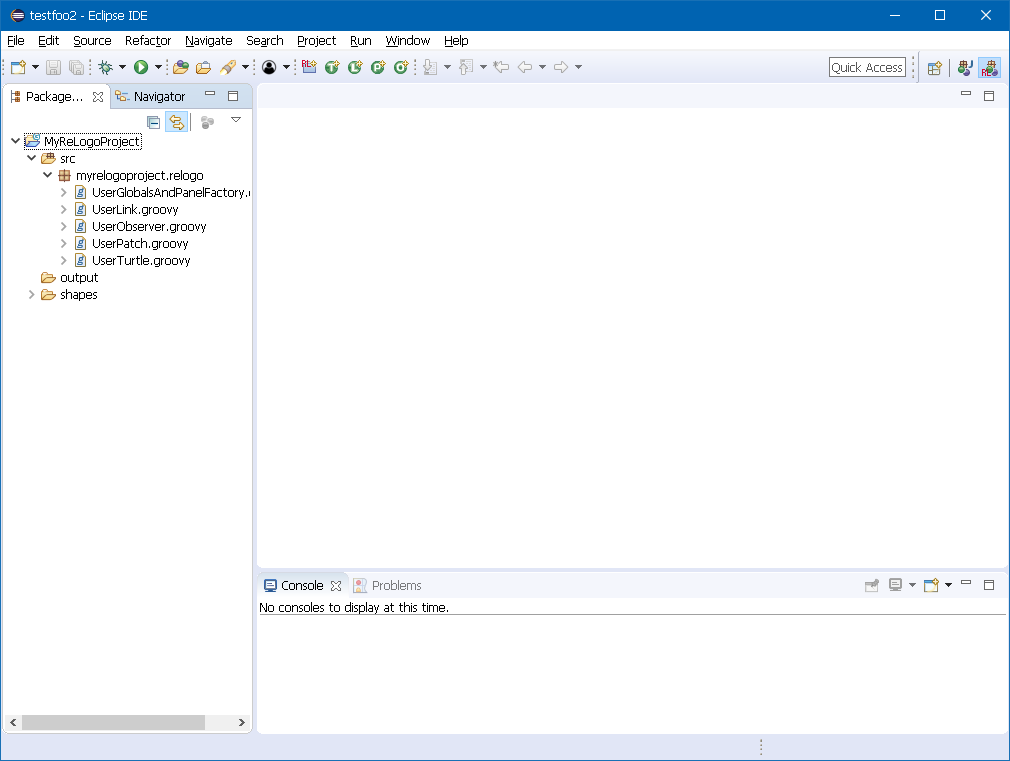 testfoo2 - Eclipse IDE
File Edit Source Refactor Navigate Search Project Run Window Help
Quick Access
Package... Navigator
MyReLogoProject
src
myrelogoproject.relogo
UserGlobalsAndPanelFactory.
UserLink.groovy
UserObserver.groovy
UserPatch.groovy
UserTurtle.groovy
output
shapes
Console Problems
No consoles to display at this time.